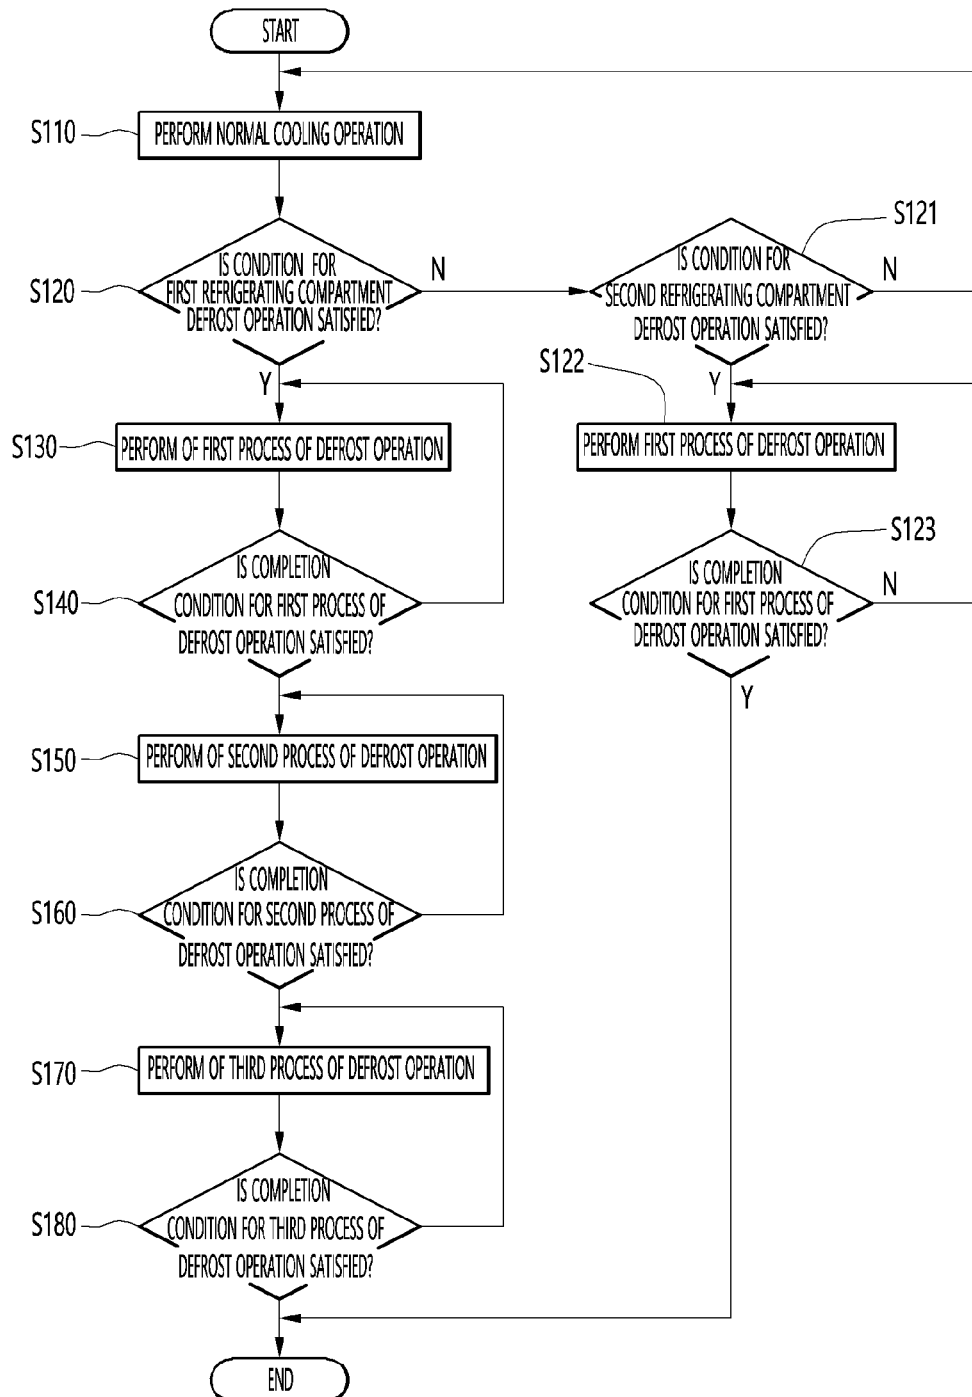 START
S110
PERFORM NORMAL COOLING OPERATION
S120
IS CONDITION FOR
FIRST REFRIGERATING COMPARTMENT
DEFROST OPERATION SATISFIED?
N
S121
IS CONDITION FOR
SECOND REFRIGERATING COMPARTMENT
DEFROST OPERATION SATISFIED?
N
Y
Y
S122
S130
PERFORM OF FIRST PROCESS OF DEFROST OPERATION
PERFORM FIRST PROCESS OF DEFROST OPERATION
S140
IS COMPLETION
CONDITION FOR FIRST PROCESS OF
DEFROST OPERATION SATISFIED?
S123
IS COMPLETION
CONDITION FOR FIRST PROCESS OF
DEFROST OPERATION SATISFIED?
N
Y
S150
PERFORM OF SECOND PROCESS OF DEFROST OPERATION
S160
IS COMPLETION
CONDITION FOR SECOND PROCESS OF
DEFROST OPERATION SATISFIED?
S170
PERFORM OF THIRD PROCESS OF DEFROST OPERATION
S180
IS COMPLETION
CONDITION FOR THIRD PROCESS OF
DEFROST OPERATION SATISFIED?
END